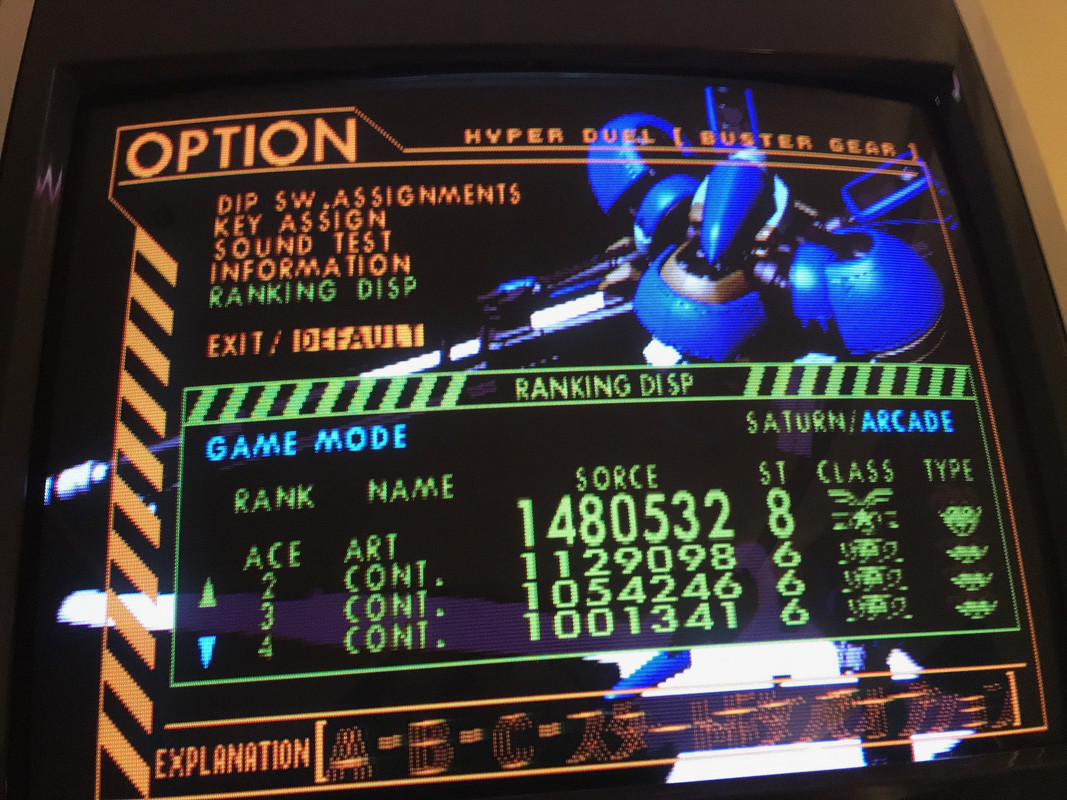 OPTION
HYPER DUEL [ BUSTER GEAR ]
DIP SW.ASSIGNMENTS
KEY ASSIGN
SOUND TEST
INFORMATION
RANKING DISP
EXIT / DEFAULT
RANKING DISP
GAME MODE
SATURN/ARCADE
RANK NAME SORCE ST CLASS TYPE
ACE ART 1480532 8
2 CONT. 1129098 6
3 CONT. 1054246 6
4 CONT. 1001341 6
EXPLANATION [A-B-C-